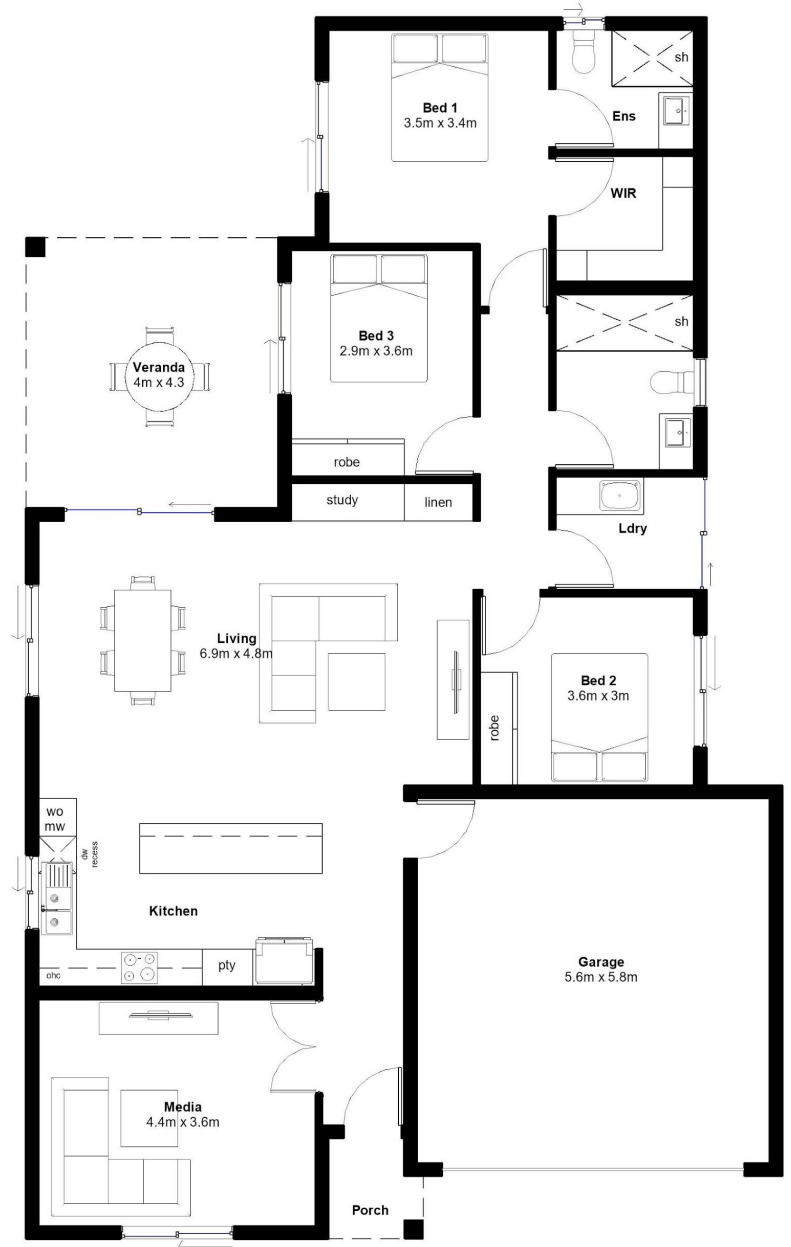 Bed 1
3.5m x 3.4m
sh
Ens
WIR
sh
Bed 3
2.9m x 3.6m
Veranda
4m x 4.3
robe
study
linen
Ldry
Living
6.9m x 4.8m
Bed 2
3.6m x 3m
robe
wo
mw
dw
recess
Kitchen
ohc
pty
Garage
5.6m x 5.8m
Media
4.4m x 3.6m
Porch